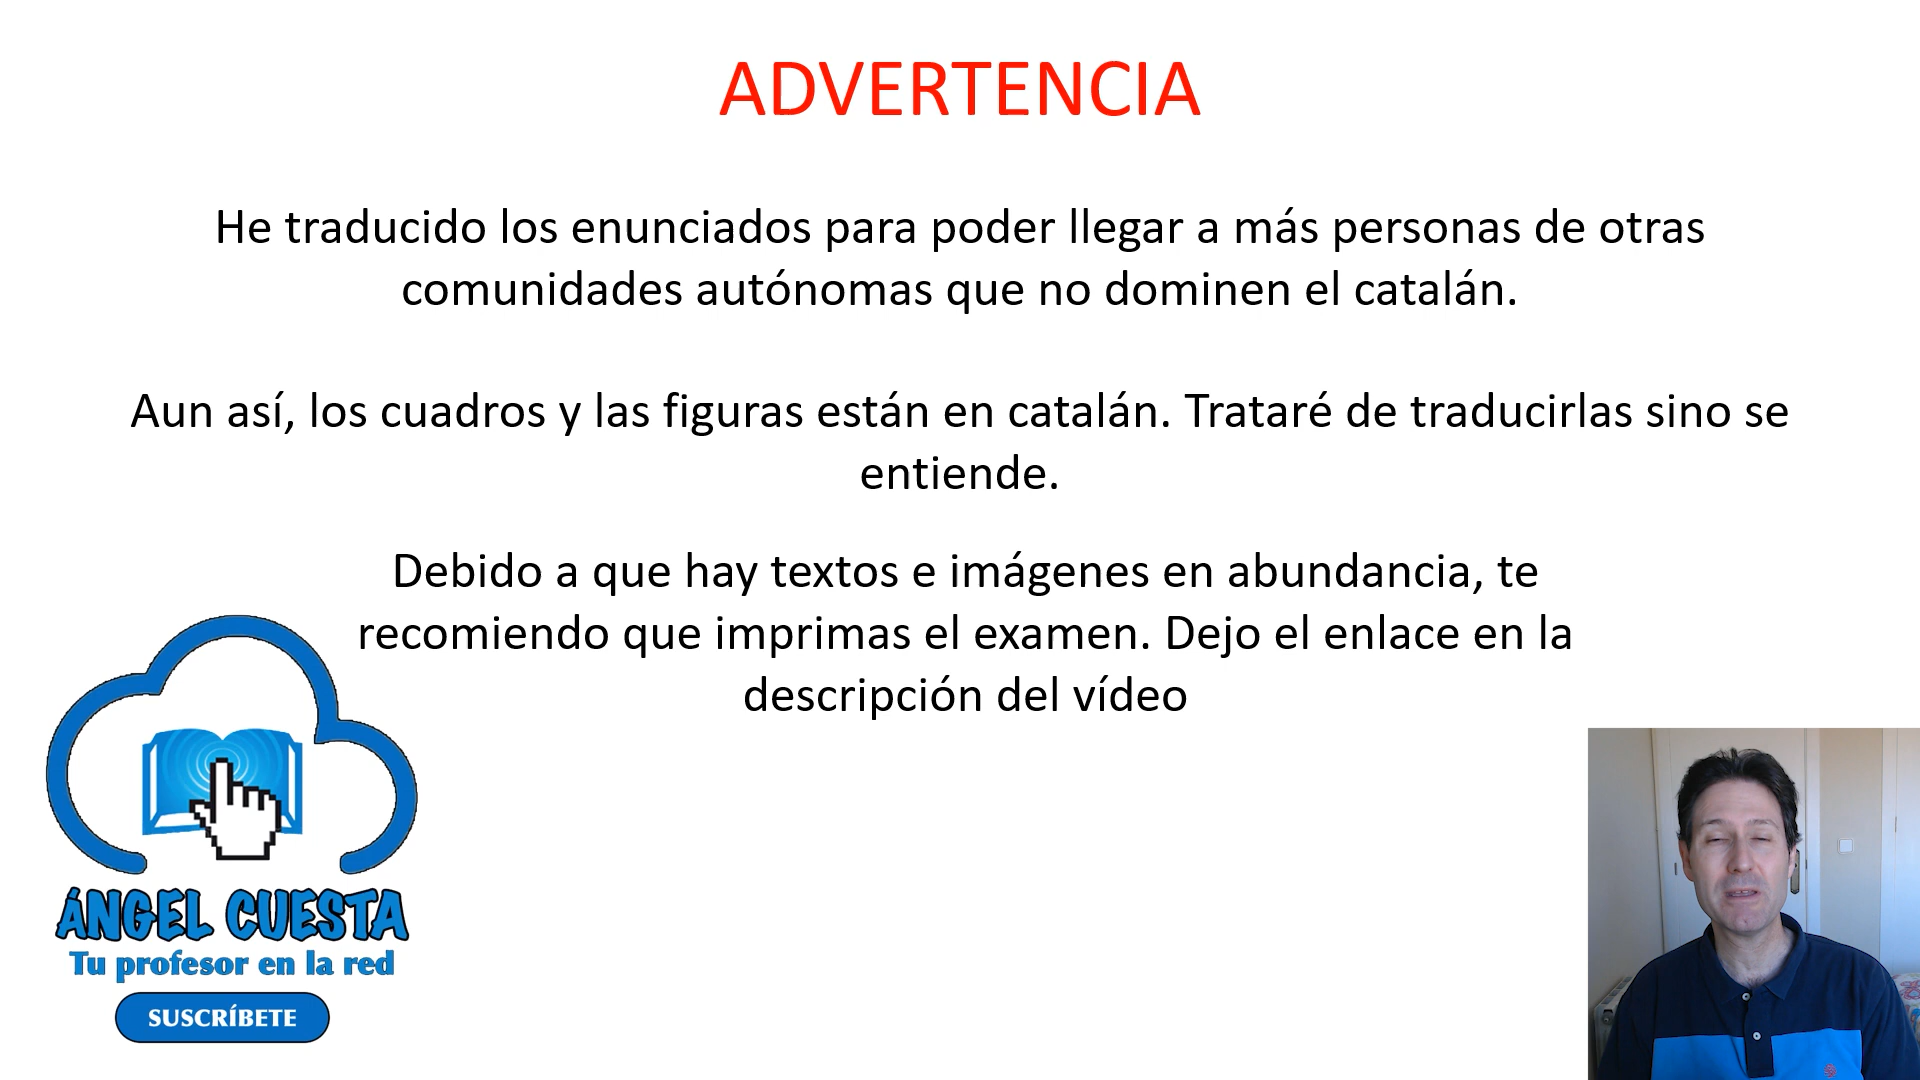 ADVERTENCIA
He traducido los enunciados para poder llegar a más personas de otras
comunidades autónomas que no dominen el catalán.
Aun así, los cuadros y las figuras están en catalán. Trataré de traducirlas sino se
entiende.
Debido a que hay textos e imágenes en abundancia, te
recomiendo que imprimas el examen. Dejo el enlace en la
descripción del vídeo
ÁNGEL CUESTA
Tu profesor en la red
SUSCRÍBETE